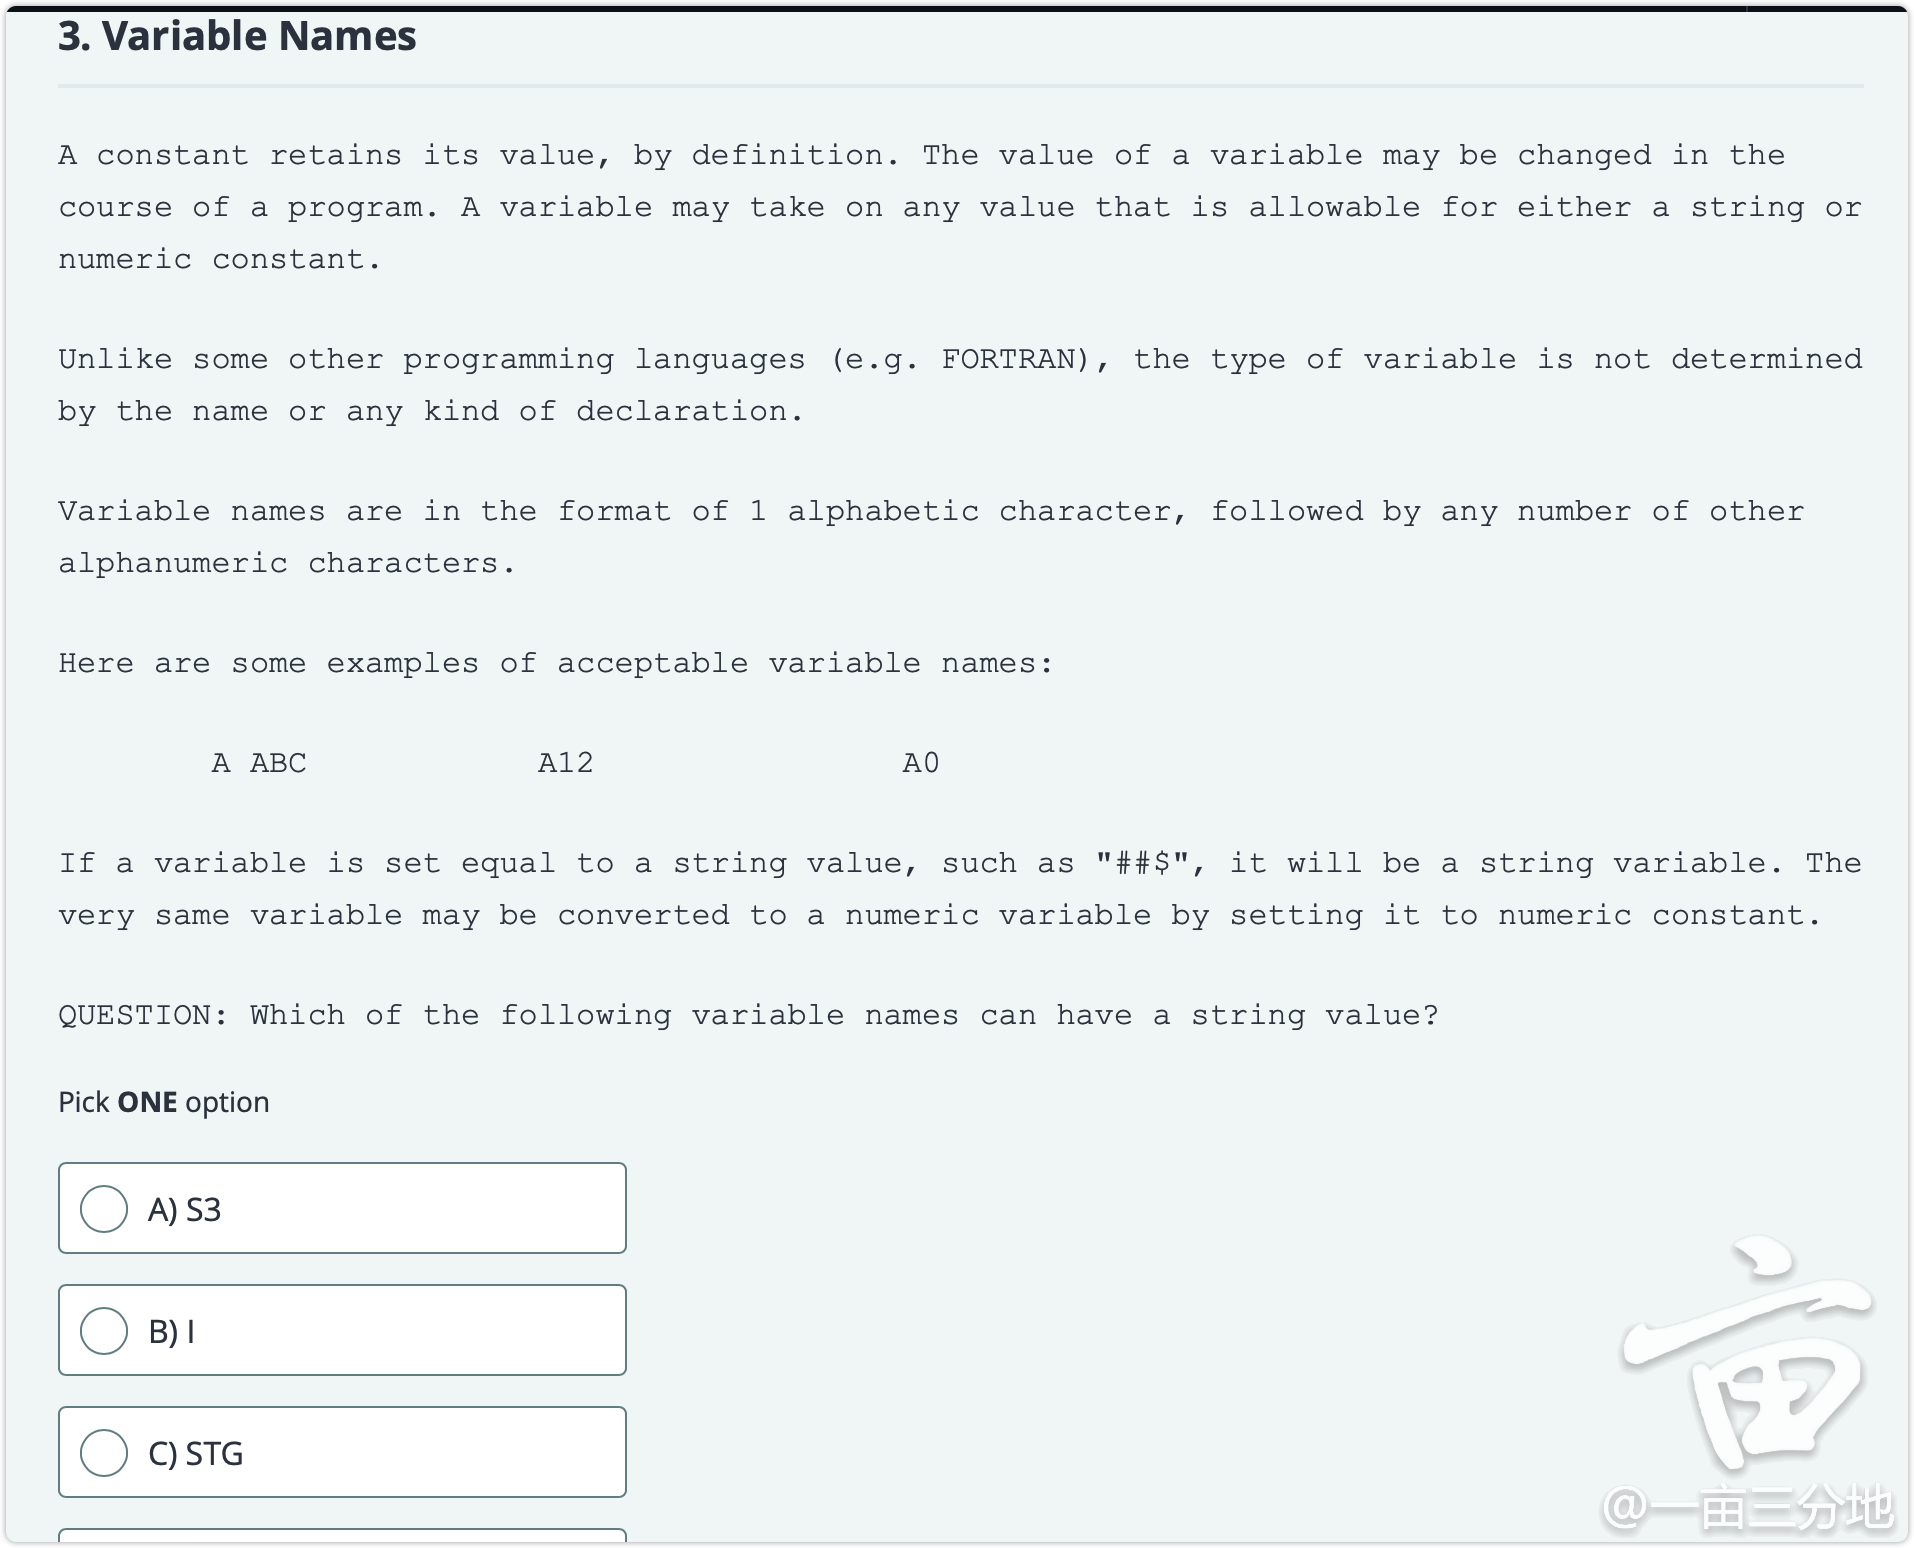 3. Variable Names
A constant retains its value, by definition. The value of a variable may be changed in the
course of a program. A variable may take on any value that is allowable for either a string or
numeric constant.
Unlike some other programming languages (e.g. FORTRAN), the type of variable is not determined
by the name or any kind of declaration.
Variable names are in the format of 1 alphabetic character, followed by any number of other
alphanumeric characters.
Here are some examples of acceptable variable names:
A ABC A12 A0
If a variable is set equal to a string value, such as "##$", it will be a string variable. The
very same variable may be converted to a numeric variable by setting it to numeric constant.
QUESTION: Which of the following variable names can have a string value?
Pick ONE option
A) S3
B) I
C) STG
亩
@一亩三分地